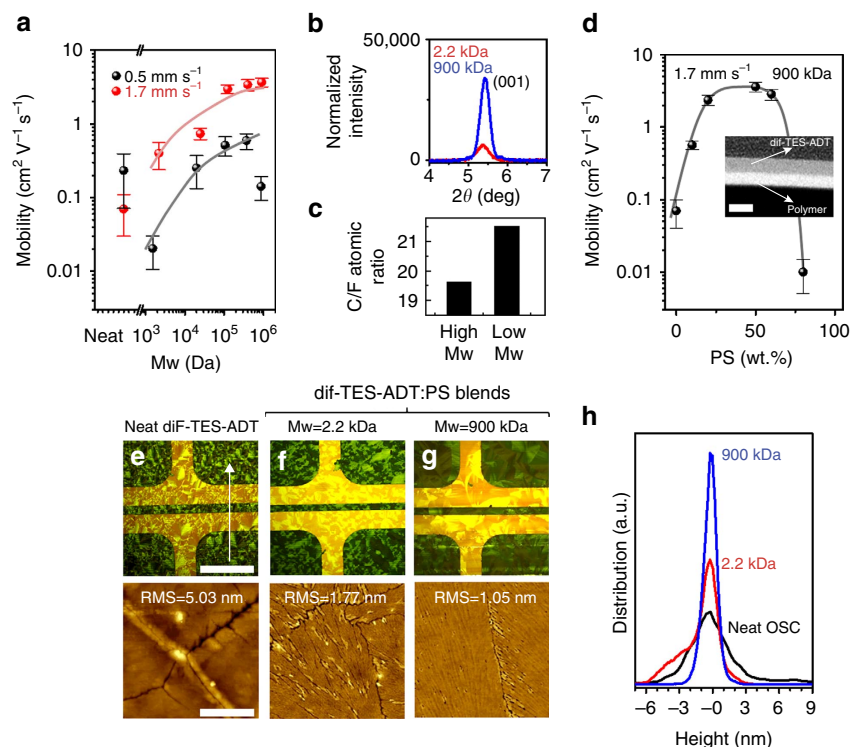 a
10
1
0.1
0.01
Mobility (cm² V⁻¹ s⁻¹)
0.5 mm s⁻¹
1.7 mm s⁻¹
Neat 10³ 10⁴ 10⁵ 10⁶
Mw (Da)
b
50,000
0
Normalized
intenisity
2.2 kDa
900 kDa
(001)
4 5 6 7
2θ (deg)
c
C/F atomic
ratio
21
20
19
High Low
Mw Mw
d
10
1
0.1
0.01
Mobility (cm² V⁻¹ s⁻¹)
1.7 mm s⁻¹ 900 kDa
dif-TES-ADT
Polymer
0 50 100
PS (wt.%)
dif-TES-ADT:PS blends
Neat diF-TES-ADT Mw=2.2 kDa Mw=900 kDa
e f g
RMS=5.03 nm RMS=1.77 nm RMS=1.05 nm
h
Distribution (a.u.)
900 kDa
2.2 kDa
Neat OSC
–6 –3 –0 3 6 9
Height (nm)